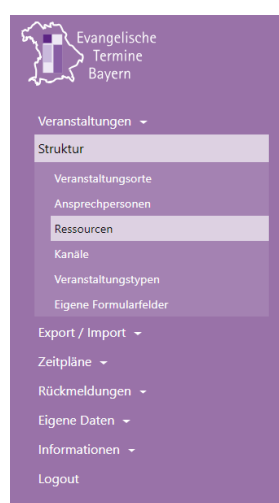 Evangelische
Termine
Bayern
Veranstaltungen
Struktur
Veranstaltungsorte
Ansprechpersonen
Ressourcen
Kanäle
Veranstaltungstypen
Eigene Formularfelder
Export / Import
Zeitpläne
Rückmeldungen
Eigene Daten
Informationen
Logout